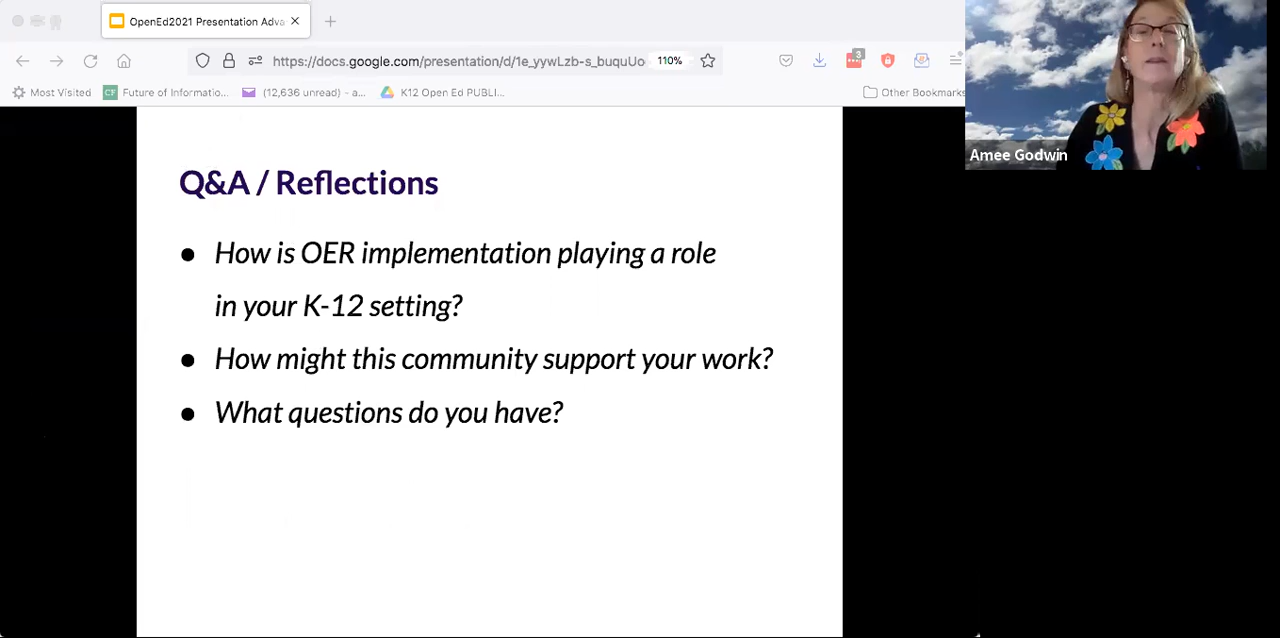 OpenEd2021 Presentation Adva
https://docs.google.com/presentation/d/1e_yywLzb-s_buquUo
110%
3
Most Visited
CF
Future of Informatio...
(12,636 unread) - a...
K12 Open Ed PUBLI...
Other Bookmarks
Amee Godwin
Q&A / Reflections
● How is OER implementation playing a role
in your K-12 setting?
● How might this community support your work?
● What questions do you have?